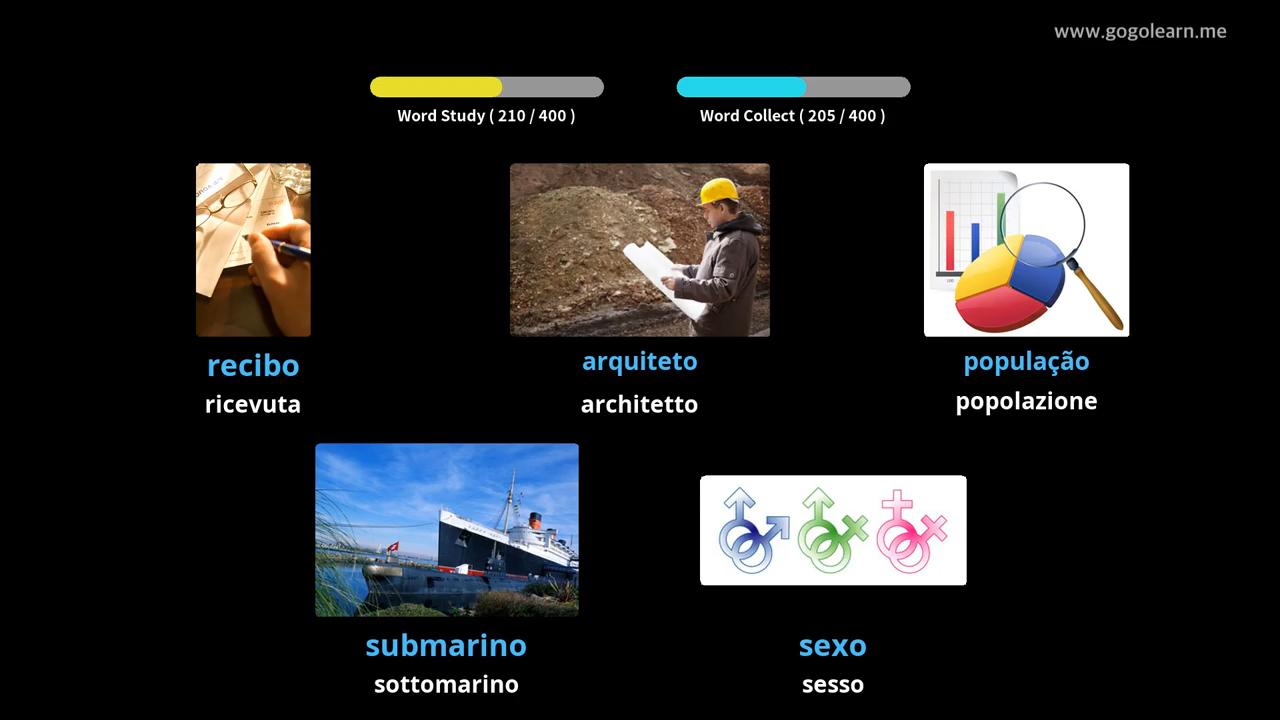 www.gogolearn.me
Word Study ( 210 / 400 )
Word Collect ( 205 / 400 )
recibo
ricevuta
arquiteto
architetto
população
popolazione
submarino
sottomarino
sexo
sesso